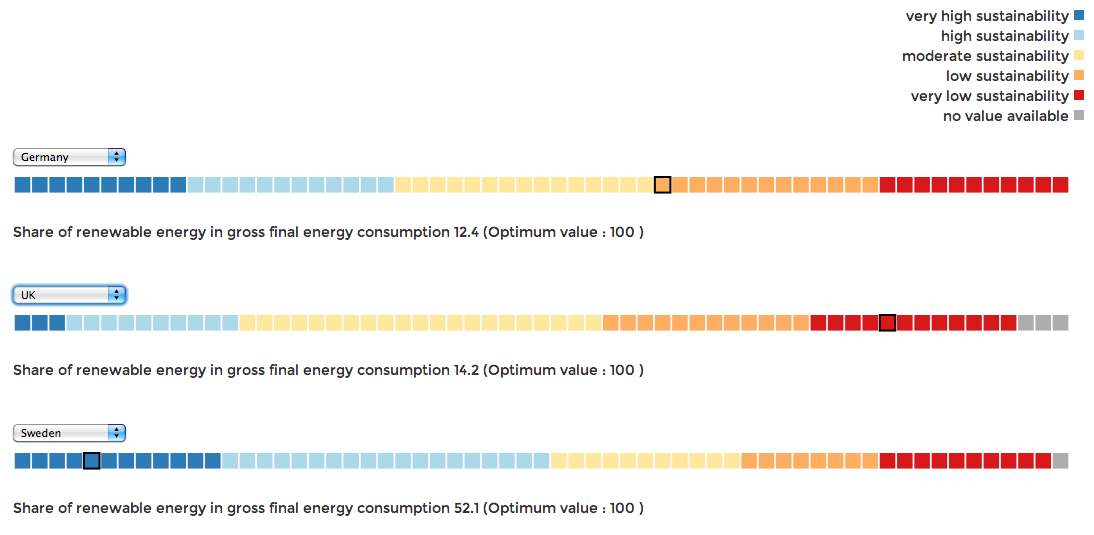 very high sustainability
high sustainability
moderate sustainability
low sustainability
very low sustainability
no value available
Germany
Share of renewable energy in gross final energy consumption 12.4 (Optimum value : 100 )
UK
Share of renewable energy in gross final energy consumption 14.2 (Optimum value : 100 )
Sweden
Share of renewable energy in gross final energy consumption 52.1 (Optimum value : 100 )